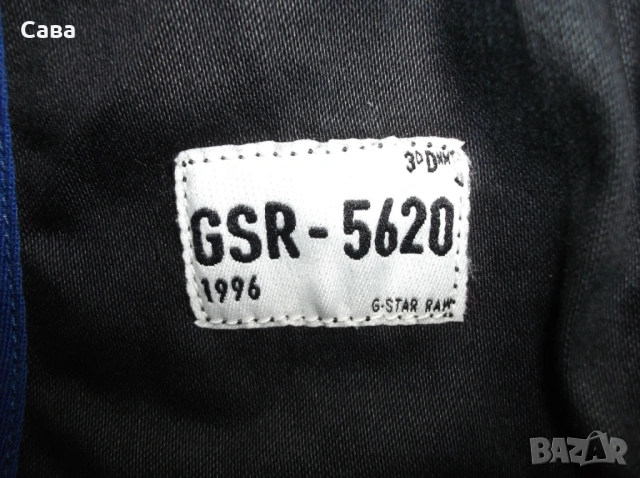 Сава
3D DNM
GSR - 5620
1996
G-STAR RAW
BAZAR